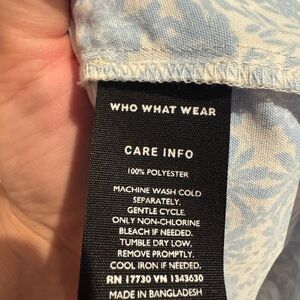 WHO WHAT WEAR
CARE INFO
100% POLYESTER
MACHINE WASH COLD
SEPARATELY.
GENTLE CYCLE.
ONLY NON-CHLORINE
BLEACH IF NEEDED.
TUMBLE DRY LOW.
REMOVE PROMPTLY.
COOL IRON IF NEEDED.
RN 17730 VN 1343630
MADE IN BANGLADESH